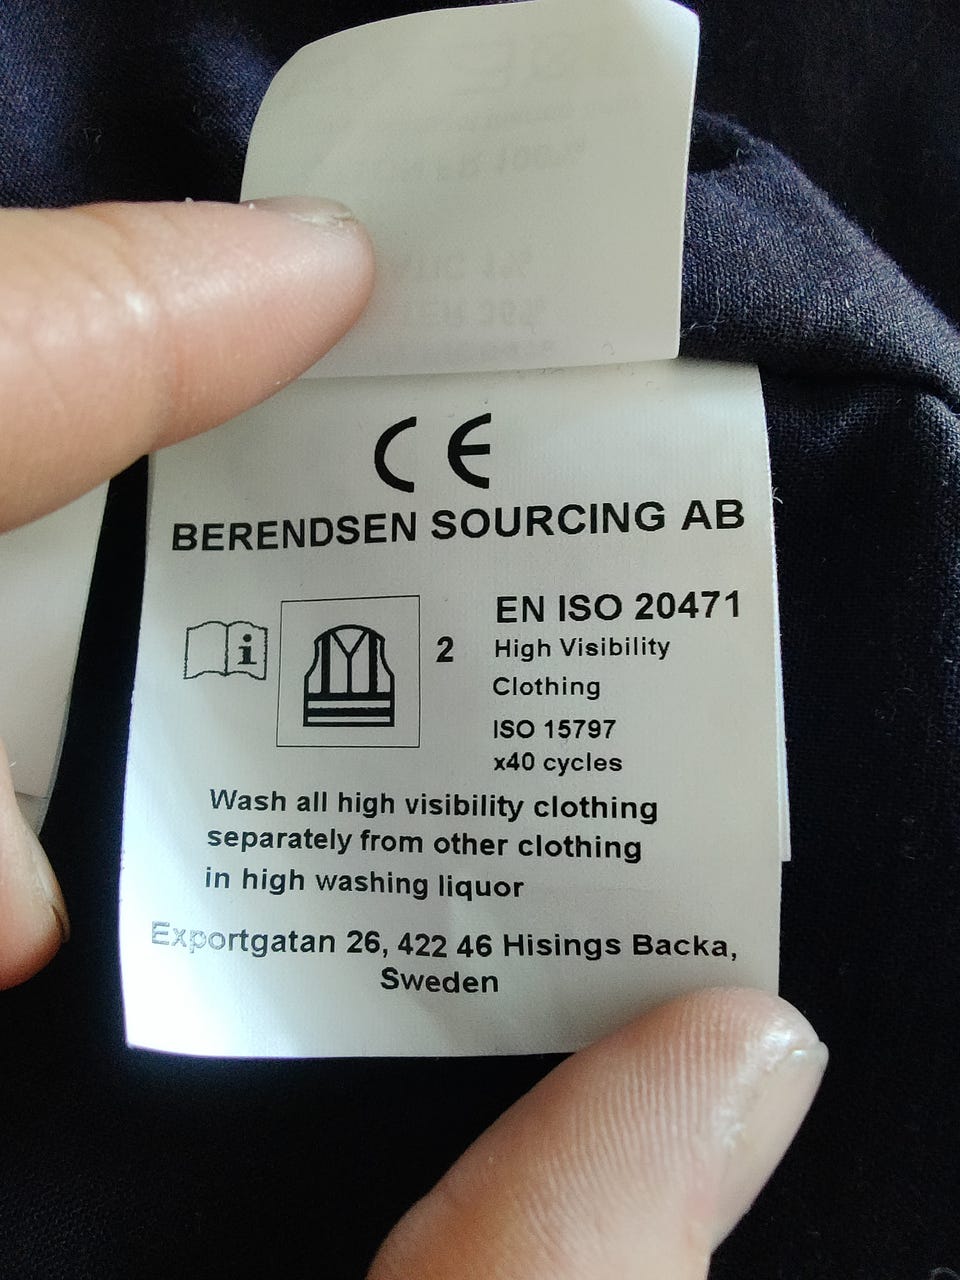 CE
BERENDSEN SOURCING AB
i
2
EN ISO 20471
High Visibility
Clothing
ISO 15797
x40 cycles
Wash all high visibility clothing
separately from other clothing
in high washing liquor
Exportgatan 26, 422 46 Hisings Backa,
Sweden